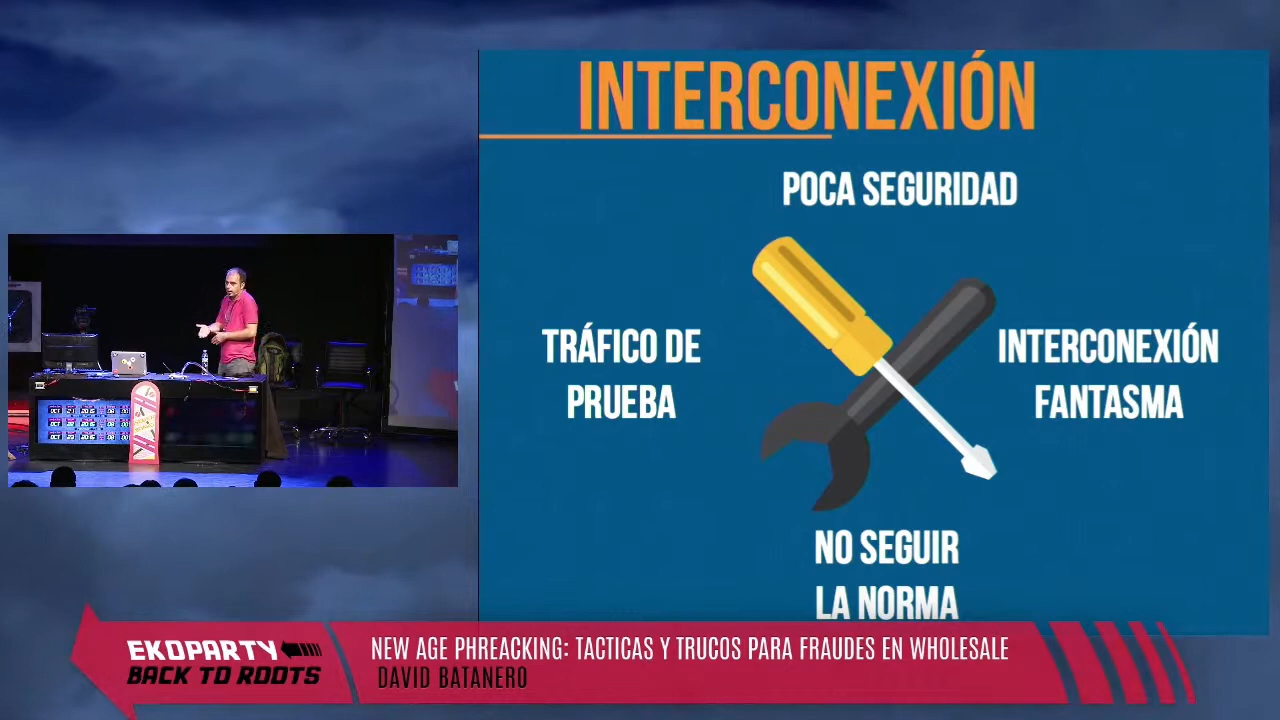 INTERCONEXIÓN
POCA SEGURIDAD
TRÁFICO DE
PRUEBA
INTERCONEXIÓN
FANTASMA
NO SEGUIR
LA NORMA
EKOPARTY
BACK TO ROOTS
NEW AGE PHREACKING: TACTICAS Y TRUCOS PARA FRAUDES EN WHOLESALE
DAVID BATANERO